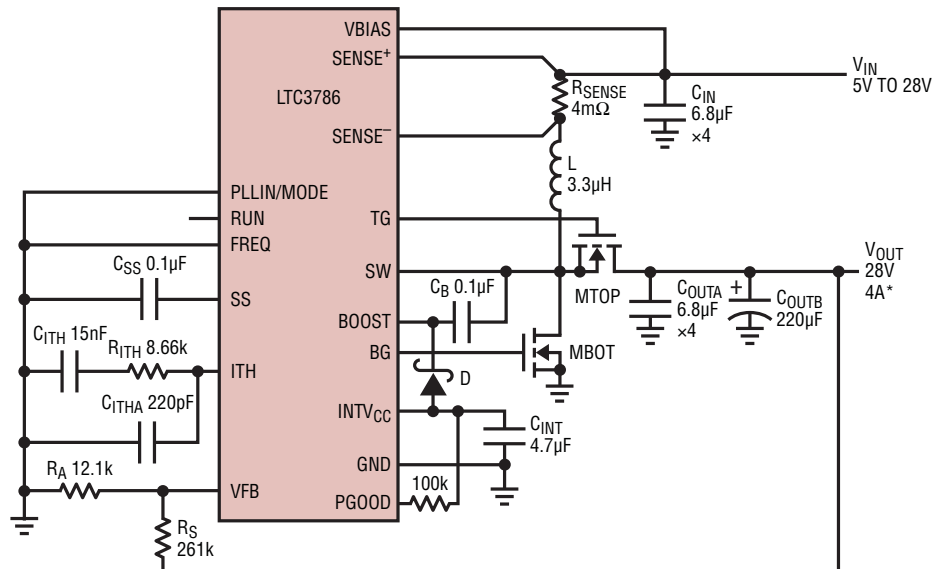 VBIAS
SENSE+
LTC3786
SENSE–
PLLIN/MODE
RUN
FREQ
TG
SW
SS
BOOST
BG
ITH
INTVCC
GND
VFB
PGOOD
VIN
5V TO 28V
CIN
6.8µF
×4
RSENSE
4mΩ
L
3.3µH
MTOP
VOUT
28V
4A*
COUTA
6.8µF
×4
+
COUTB
220µF
CB 0.1µF
MBOT
D
CINT
4.7µF
100k
CSS 0.1µF
CITH 15nF
RITH 8.66k
CITHA 220pF
RA 12.1k
RS
261k